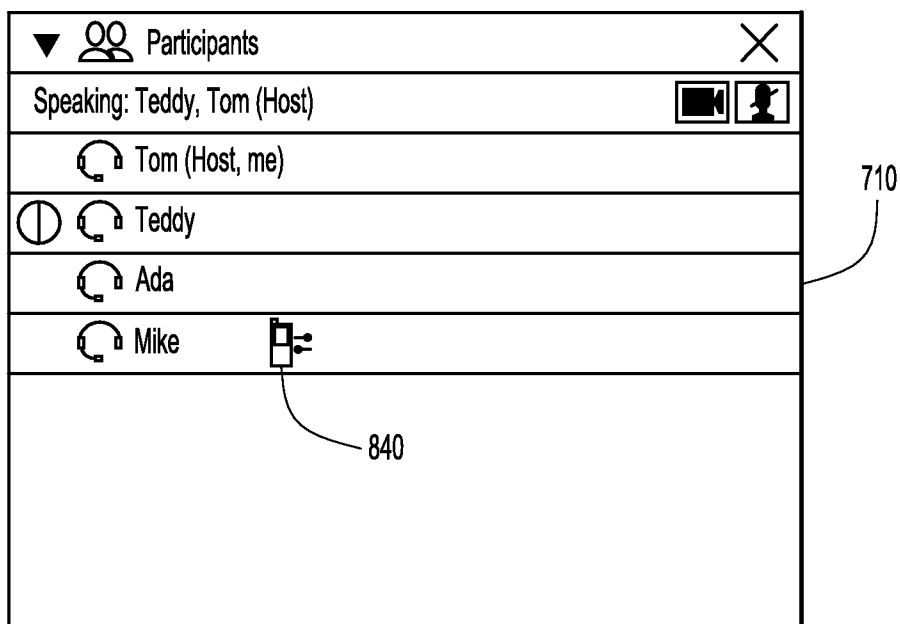 Participants
Speaking: Teddy, Tom (Host)
Tom (Host, me)
710
Teddy
Ada
Mike
840